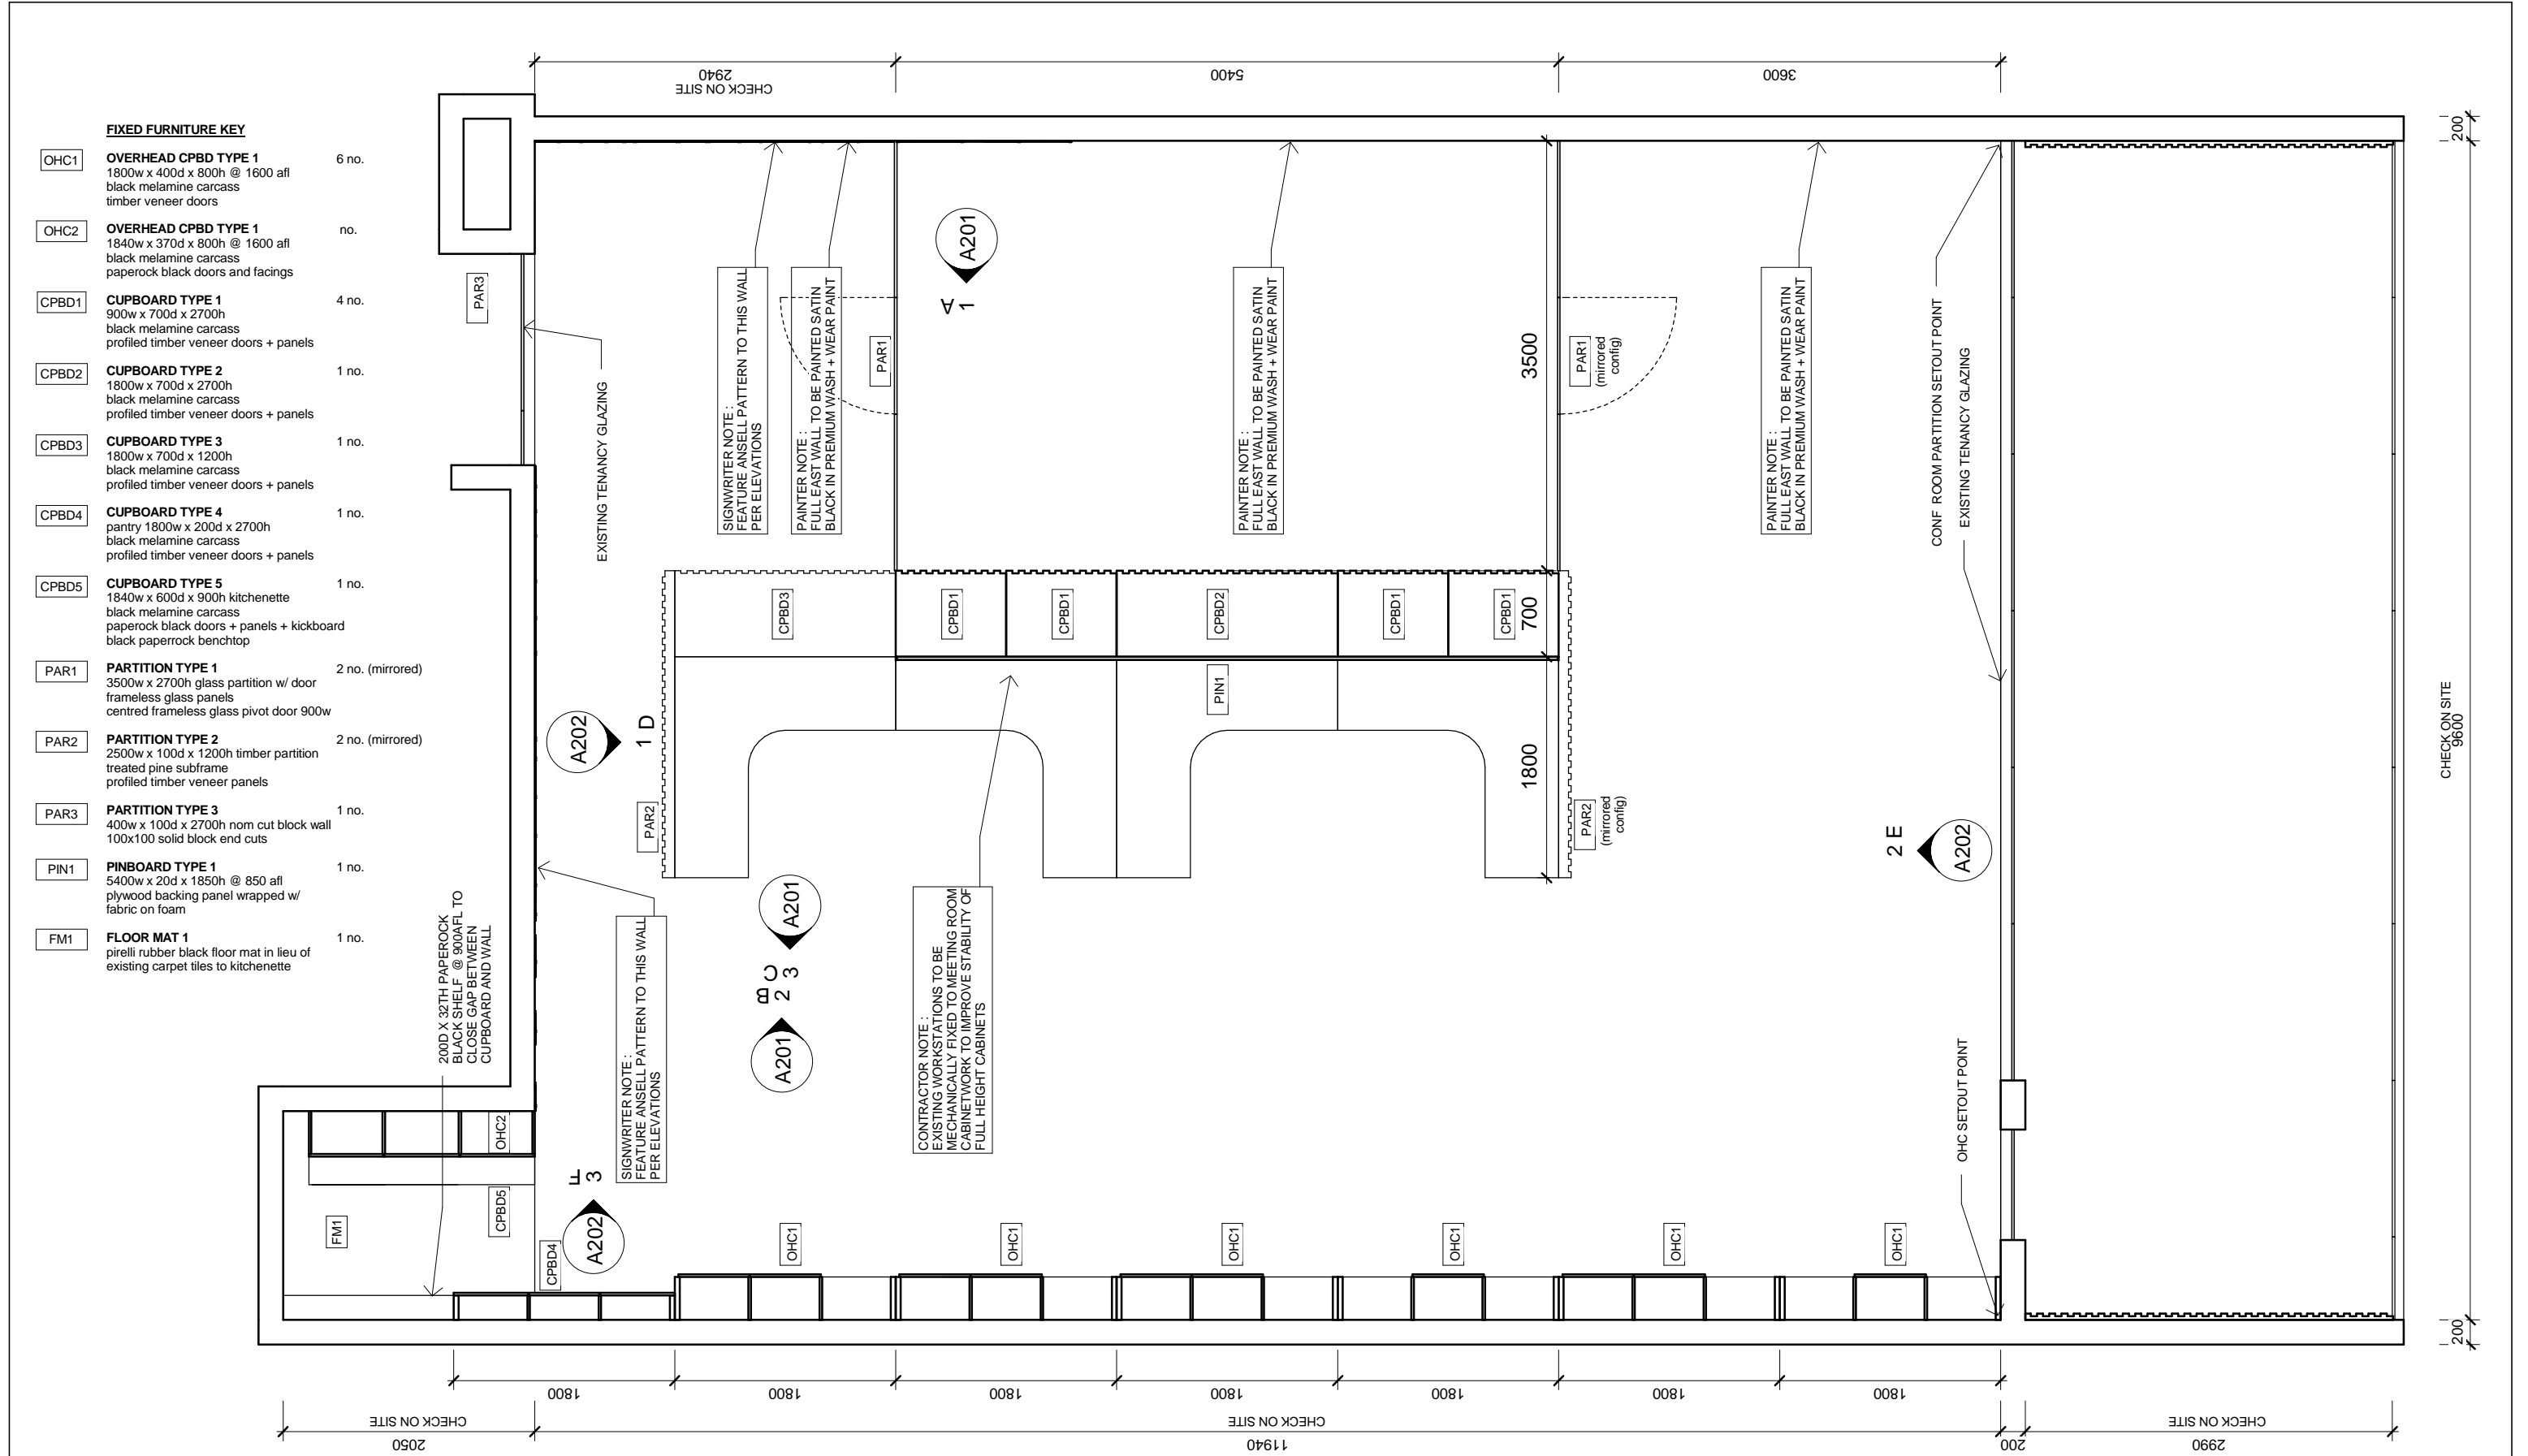 FIXED FURNITURE KEY
OHC1
OVERHEAD CPBD TYPE 1
6 no.
1800w x 400d x 800h @ 1600 afl
black melamine carcass
timber veneer doors
OHC2
OVERHEAD CPBD TYPE 1
no.
1840w x 370d x 800h @ 1600 afl
black melamine carcass
paperock black doors and facings
CPBD1
CUPBOARD TYPE 1
4 no.
900w x 700d x 2700h
black melamine carcass
profiled timber veneer doors + panels
CPBD2
CUPBOARD TYPE 2
1 no.
1800w x 700d x 2700h
black melamine carcass
profiled timber veneer doors + panels
CPBD3
CUPBOARD TYPE 3
1 no.
1800w x 700d x 1200h
black melamine carcass
profiled timber veneer doors + panels
CPBD4
CUPBOARD TYPE 4
1 no.
pantry 1800w x 200d x 2700h
black melamine carcass
profiled timber veneer doors + panels
CPBD5
CUPBOARD TYPE 5
1 no.
1840w x 600d x 900h kitchenette
black melamine carcass
paperock black doors + panels + kickboard
black paperrock benchtop
PAR1
PARTITION TYPE 1
2 no. (mirrored)
3500w x 2700h glass partition w/ door
frameless glass panels
centred frameless glass pivot door 900w
PAR2
PARTITION TYPE 2
2 no. (mirrored)
2500w x 100d x 1200h timber partition
treated pine subframe
profiled timber veneer panels
PAR3
PARTITION TYPE 3
1 no.
400w x 100d x 2700h nom cut block wall
100x100 solid block end cuts
PIN1
PINBOARD TYPE 1
1 no.
5400w x 20d x 1850h @ 850 afl
plywood backing panel wrapped w/
fabric on foam
FM1
FLOOR MAT 1
1 no.
pirelli rubber black floor mat in lieu of
existing carpet tiles to kitchenette
2940
CHECK ON SITE
5400
3600
200
PAR3
EXISTING TENANCY GLAZING
SIGNWRITER NOTE :
FEATURE ANSELL PATTERN TO THIS WALL
PER ELEVATIONS
PAINTER NOTE :
FULL EAST WALL TO BE PAINTED SATIN
BLACK IN PREMIUM WASH + WEAR PAINT
PAR1
A201
A
1
PAINTER NOTE :
FULL EAST WALL TO BE PAINTED SATIN
BLACK IN PREMIUM WASH + WEAR PAINT
3500
PAR1
(mirrored
config)
PAINTER NOTE :
FULL EAST WALL TO BE PAINTED SATIN
BLACK IN PREMIUM WASH + WEAR PAINT
CONF ROOM PARTITION SETOUT POINT
EXISTING TENANCY GLAZING
CPBD3
CPBD1
CPBD1
CPBD2
CPBD1
CPBD1
700
PIN1
A202
1 D
PAR2
1800
PAR2
(mirrored
config)
2 E
A202
CHECK ON SITE
9600
A201
C
3
B
2
A201
200D X 32TH PAPEROCK
BLACK SHELF @ 900AFL TO
CLOSE GAP BETWEEN
CUPBOARD AND WALL
SIGNWRITER NOTE :
FEATURE ANSELL PATTERN TO THIS WALL
PER ELEVATIONS
CONTRACTOR NOTE :
EXISTING WORKSTATIONS TO BE
MECHANICALLY FIXED TO MEETING ROOM
CABINETWORK TO IMPROVE STABILITY OF
FULL HEIGHT CABINETS
OHC SETOUT POINT
OHC2
CPBD5
FM1
F
3
A202
CPBD4
OHC1
OHC1
OHC1
OHC1
OHC1
OHC1
200
1800
1800
1800
1800
1800
1800
1800
CHECK ON SITE
2050
CHECK ON SITE
11940
200
CHECK ON SITE
2990